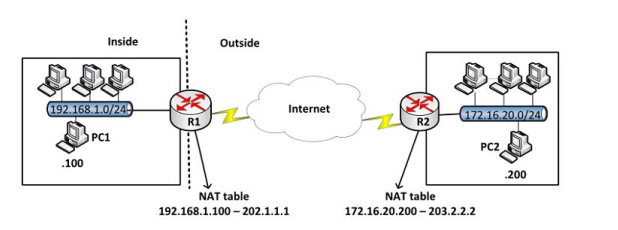 Inside
Outside
192.168.1.0/24
PC1
.100
R1
Internet
R2
172.16.20.0/24
PC2
.200
NAT table
192.168.1.100 – 202.1.1.1
NAT table
172.16.20.200 – 203.2.2.2